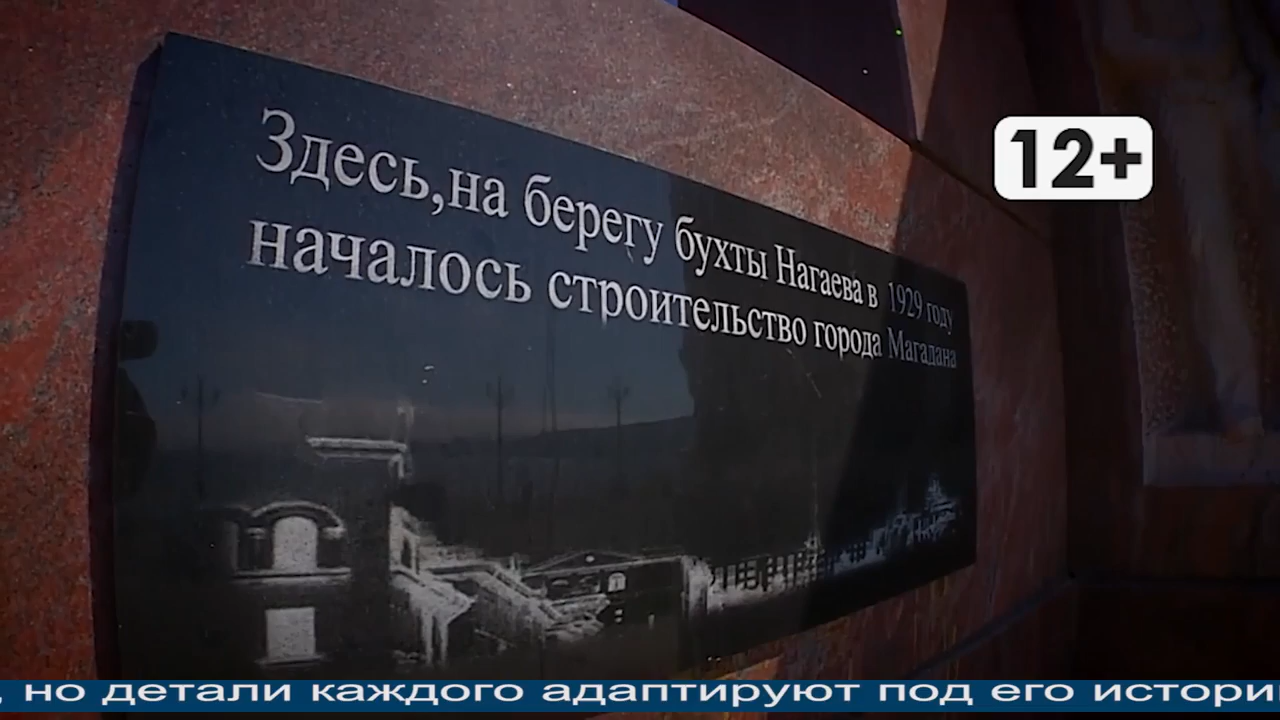 Здесь,на берегу бухты Нагаева в 1929 году
началось строительство города Магадана
12+
, но детали каждого адаптируют под его истори